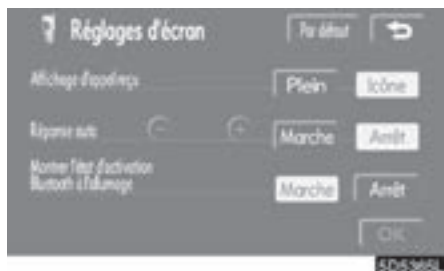 Réglages d'écran
Par défaut
Affichage d'appel reçu
Plein
Icône
Réponse auto
Marche
Arrêt
Montrer l'état d'activation
Bluetooth à l'allumage
Marche
Arrêt
OK
5D5365L